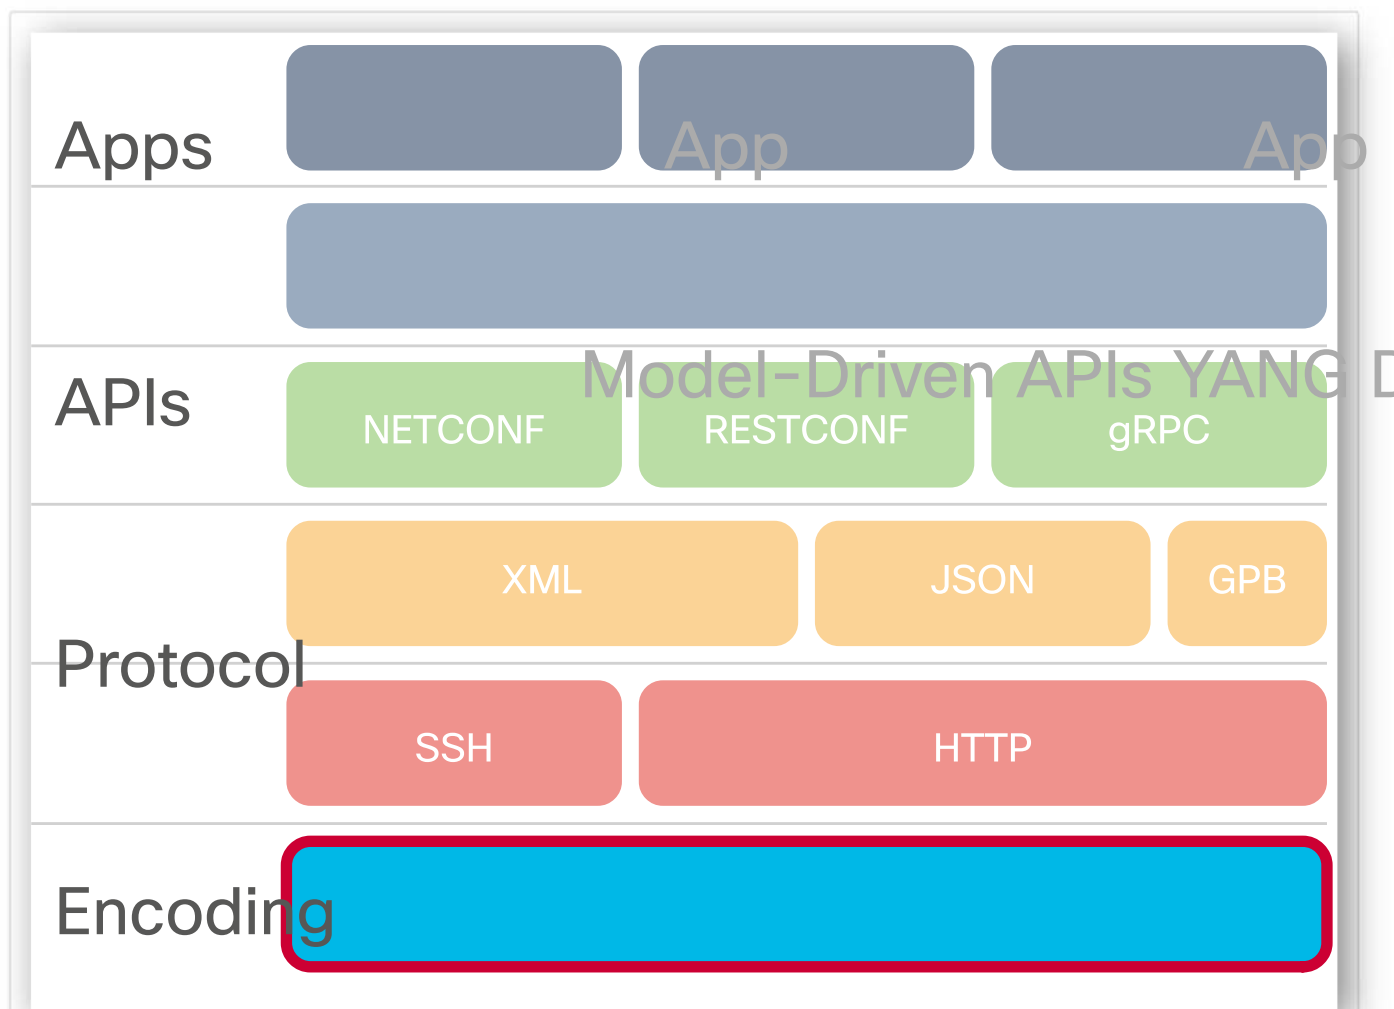 Apps App App
Model-Driven APIs YANG D
APIs
NETCONF RESTCONF gRPC
XML JSON GPB
Protocol
SSH HTTP
Encoding